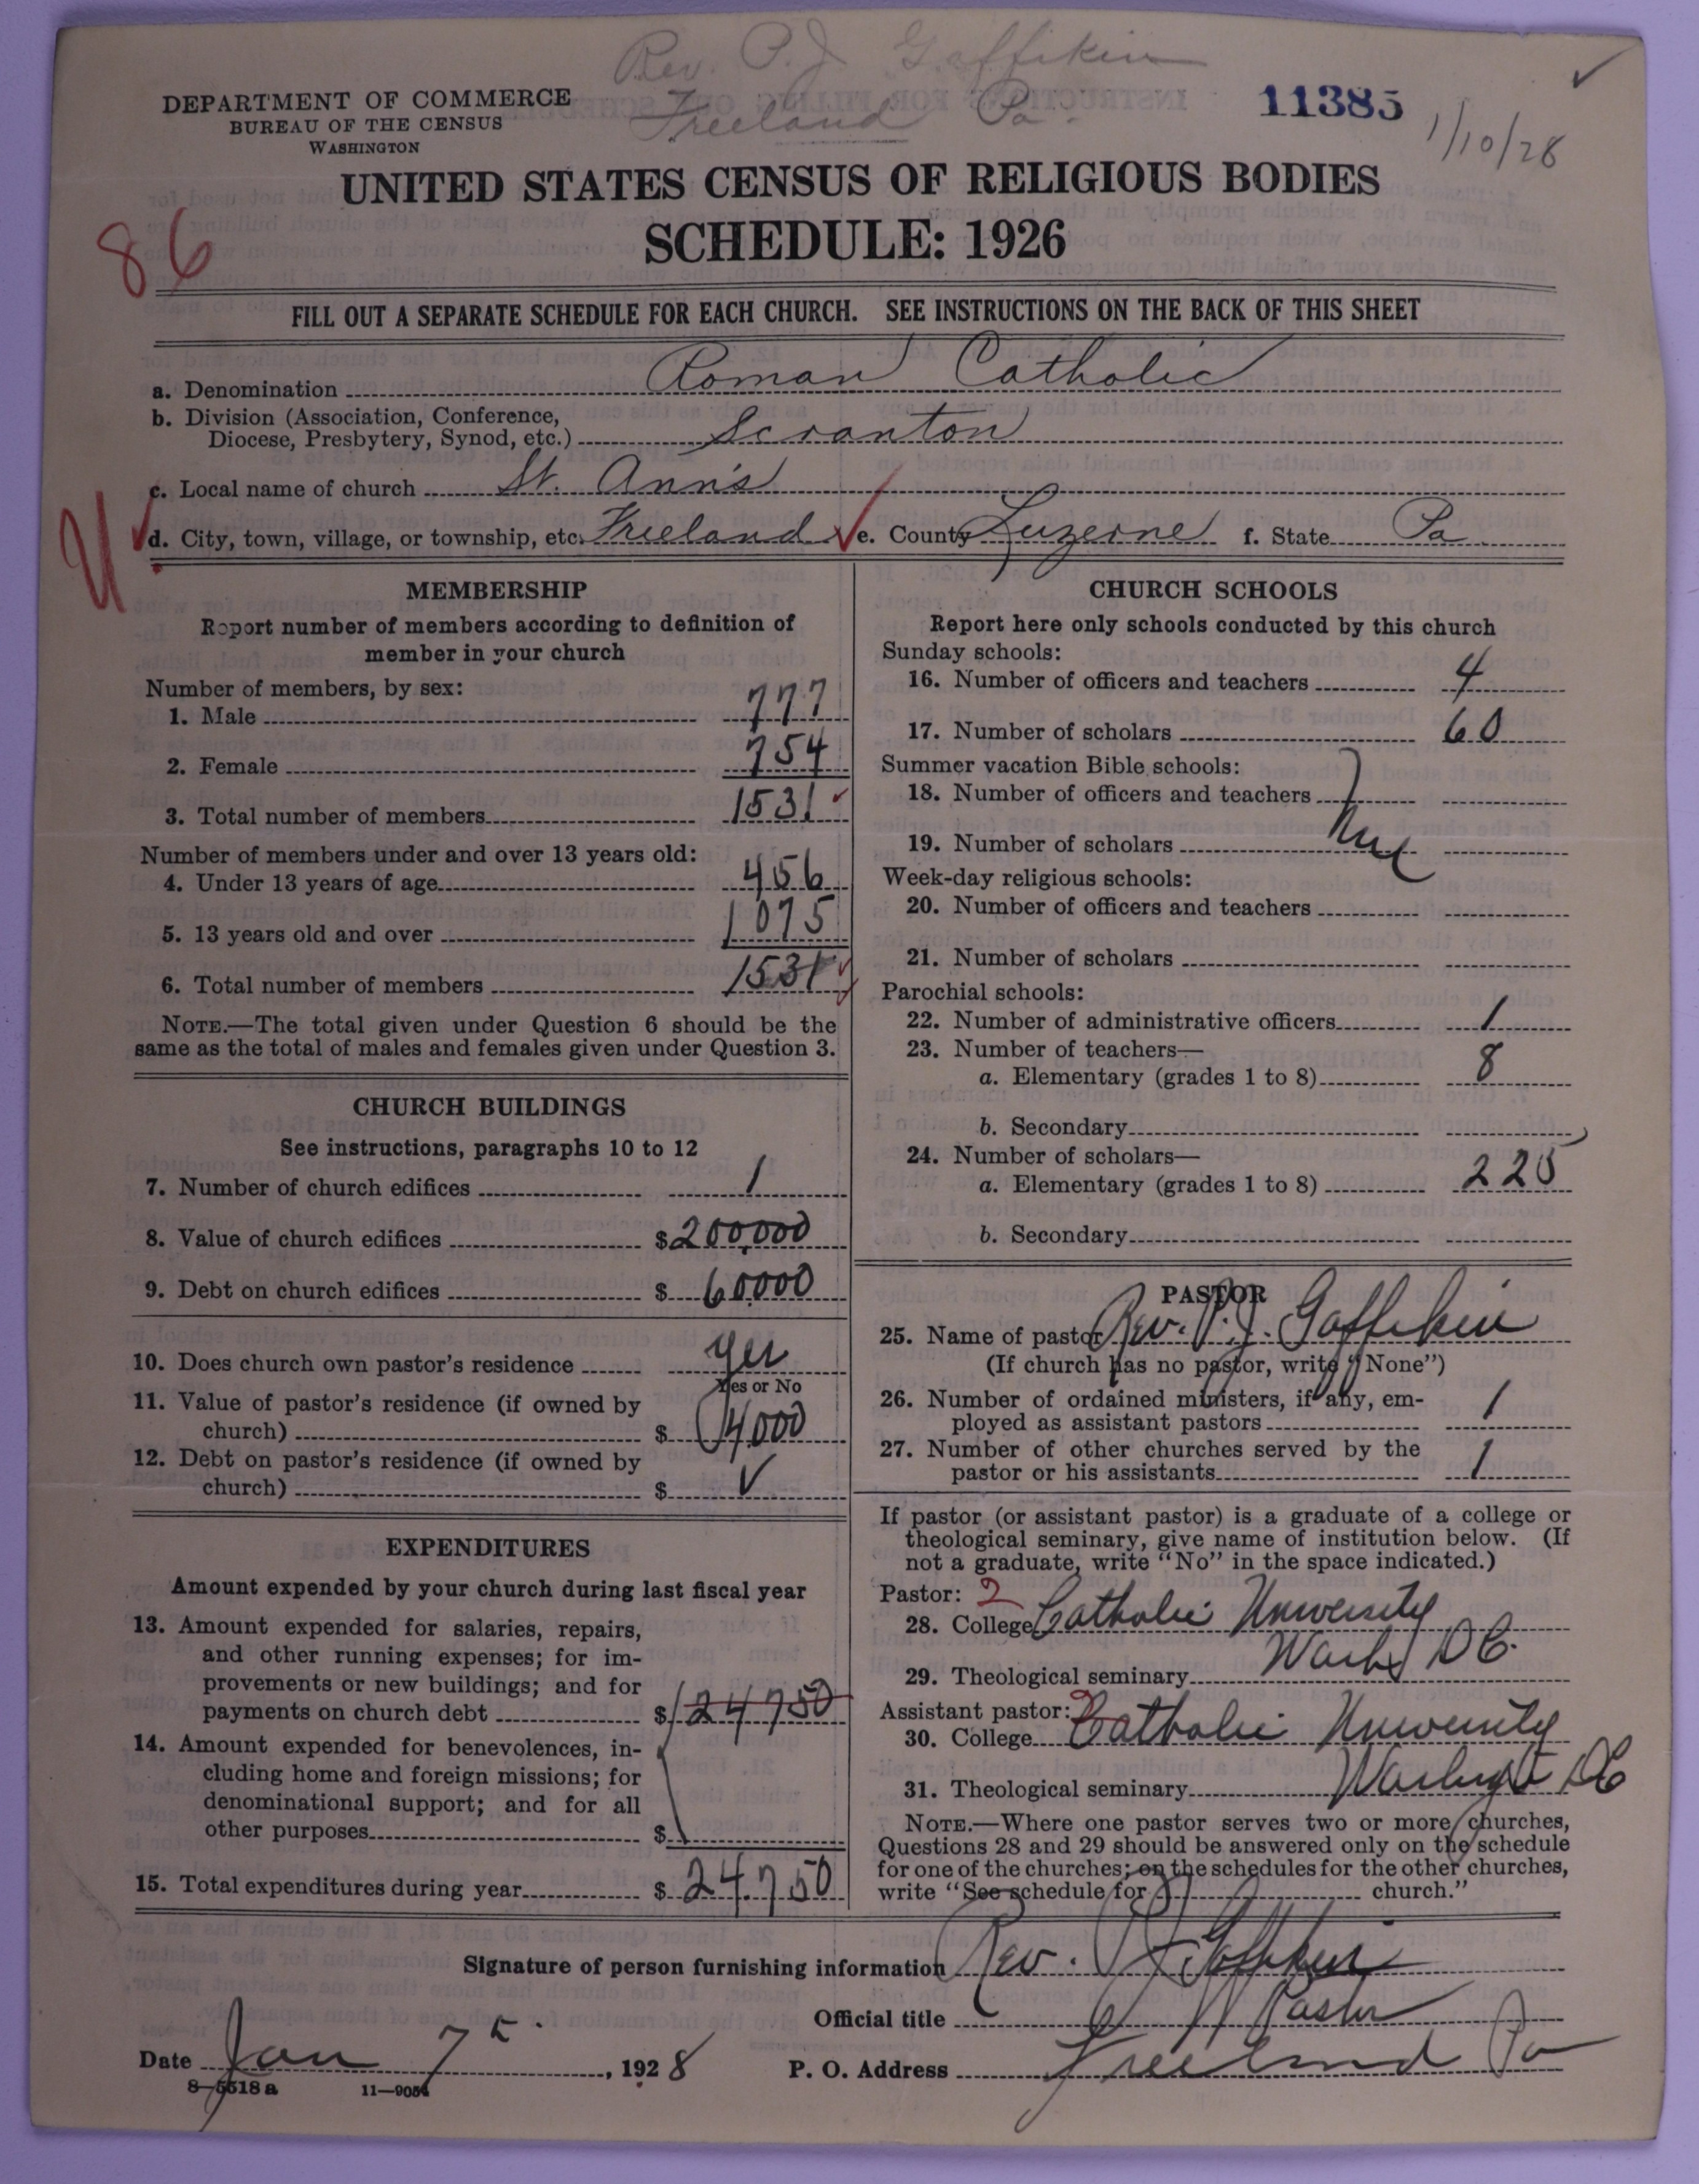 Rev. P. J. Gaffikin
Freeland Pa.
DEPARTMENT OF COMMERCE
BUREAU OF THE CENSUS
WASHINGTON
11385
1/10/28
UNITED STATES CENSUS OF RELIGIOUS BODIES
SCHEDULE: 1926
86
FILL OUT A SEPARATE SCHEDULE FOR EACH CHURCH. SEE INSTRUCTIONS ON THE BACK OF THIS SHEET
a. Denomination Roman Catholic
b. Division (Association, Conference,
Diocese, Presbytery, Synod, etc.) Scranton
c. Local name of church St. Ann's
U
d. City, town, village, or township, etc. Freeland e. County Luzerne f. State Pa
MEMBERSHIP
Report number of members according to definition of
member in your church
Number of members, by sex:
1. Male 777
2. Female 754
3. Total number of members 1531
Number of members under and over 13 years old:
4. Under 13 years of age 456
5. 13 years old and over 1075
6. Total number of members 1531
NOTE.—The total given under Question 6 should be the
same as the total of males and females given under Question 3.
CHURCH BUILDINGS
See instructions, paragraphs 10 to 12
7. Number of church edifices 1
8. Value of church edifices $200,000
9. Debt on church edifices $ 60000
10. Does church own pastor's residence yes
Yes or No
11. Value of pastor's residence (if owned by
church) $ 14000
12. Debt on pastor's residence (if owned by
church) $ ✓
EXPENDITURES
Amount expended by your church during last fiscal year
13. Amount expended for salaries, repairs,
and other running expenses; for im-
provements or new buildings; and for
payments on church debt $ 24750
14. Amount expended for benevolences, in-
cluding home and foreign missions; for
denominational support; and for all
other purposes $
15. Total expenditures during year $ 24.750
CHURCH SCHOOLS
Report here only schools conducted by this church
Sunday schools:
16. Number of officers and teachers 4
17. Number of scholars 60
Summer vacation Bible schools:
18. Number of officers and teachers
19. Number of scholars
Week-day religious schools:
20. Number of officers and teachers
21. Number of scholars
Parochial schools:
22. Number of administrative officers 1
23. Number of teachers—
a. Elementary (grades 1 to 8) 8
b. Secondary
24. Number of scholars—
a. Elementary (grades 1 to 8) 225
b. Secondary
PASTOR
25. Name of pastor Rev. P. J. Gaffikin
(If church has no pastor, write "None")
26. Number of ordained ministers, if any, em-
ployed as assistant pastors 1
27. Number of other churches served by the
pastor or his assistants 1
If pastor (or assistant pastor) is a graduate of a college or
theological seminary, give name of institution below. (If
not a graduate, write "No" in the space indicated.)
Pastor: 2
28. College Catholic University
29. Theological seminary Wash D C.
Assistant pastor:
30. College Catholic University
31. Theological seminary DC
NOTE.—Where one pastor serves two or more churches,
Questions 28 and 29 should be answered only on the schedule
for one of the churches; on the schedules for the other churches,
write "See schedule for church."
Signature of person furnishing information Rev. P J Gaffikin
Official title Pastor
Date Jan 7 , 1928 P. O. Address Freeland Pa
8—5518a 11—9054